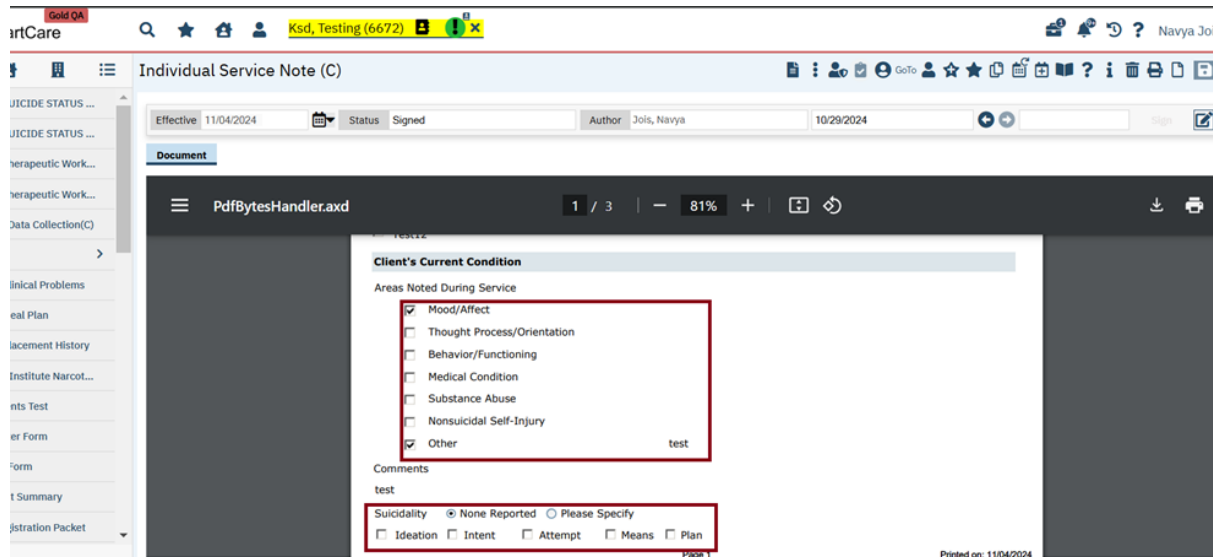 Gold QA
artCare
Ksd, Testing (6672)
Navya Joi
Individual Service Note (C)
GoTo
UICIDE STATUS ...
UICIDE STATUS ...
herapeutic Work...
herapeutic Work...
Data Collection(C)
linical Problems
eal Plan
lacement History
Institute Narcot...
nts Test
er Form
Form
t Summary
gistration Packet
Effective 11/04/2024 Status Signed Author Jois, Navya 10/29/2024 Sign
Document
PdfBytesHandler.axd 1 / 3 81%
Test12
Client's Current Condition
Areas Noted During Service
Mood/Affect
Thought Process/Orientation
Behavior/Functioning
Medical Condition
Substance Abuse
Nonsuicidal Self-Injury
Other test
Comments
test
Suicidality None Reported Please Specify
Ideation Intent Attempt Means Plan
Page 1 Printed on: 11/04/2024